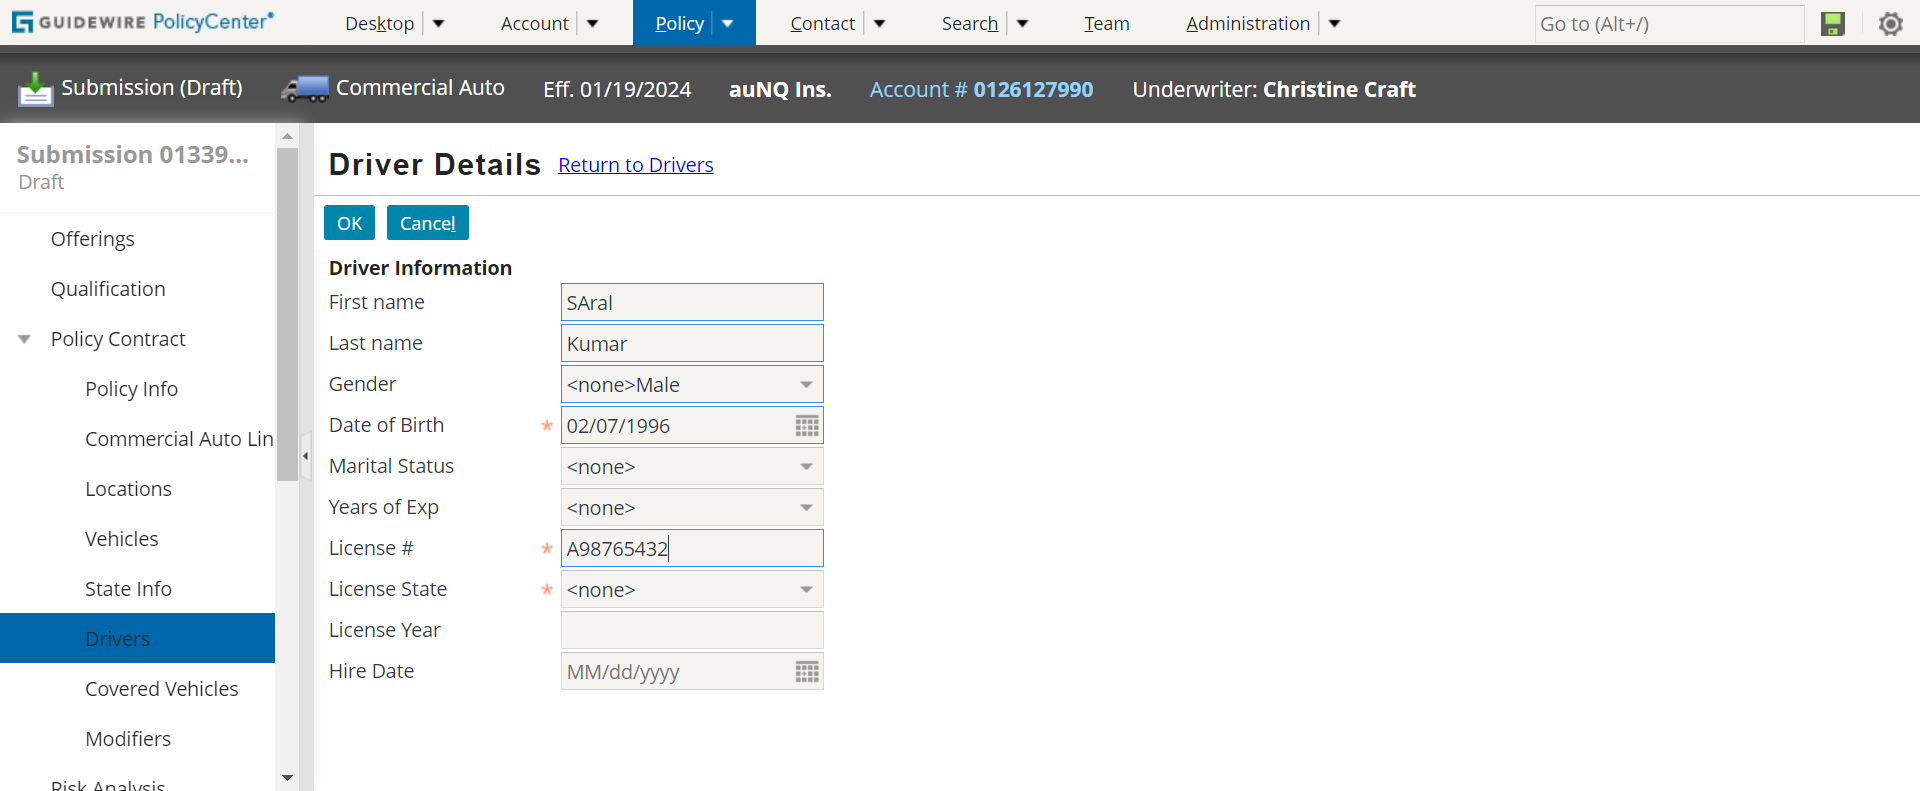 GUIDEWIRE PolicyCenter® Desktop Account Policy Contact Search Team Administration Go to (Alt+/)
Submission (Draft) Commercial Auto Eff. 01/19/2024 auNQ Ins. Account # 0126127990 Underwriter: Christine Craft
Submission 01339...
Draft
Offerings
Qualification
Policy Contract
Policy Info
Commercial Auto Lin
Locations
Vehicles
State Info
Drivers
Covered Vehicles
Modifiers
Risk Analysis
Driver Details Return to Drivers
OK Cancel
Driver Information
First name SAral
Last name Kumar
Gender <none>Male
Date of Birth * 02/07/1996
Marital Status <none>
Years of Exp <none>
License # * A98765432
License State * <none>
License Year
Hire Date MM/dd/yyyy